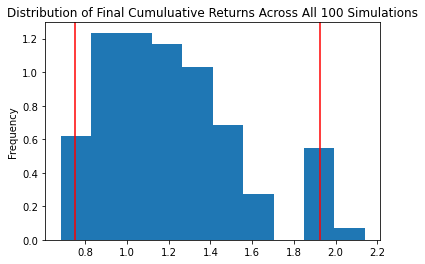 Distribution of Final Cumuluative Returns Across All 100 Simulations
1.2
1.0
0.8
0.6
0.4
0.2
0.0
Frequency
0.8 1.0 1.2 1.4 1.6 1.8 2.0 2.2